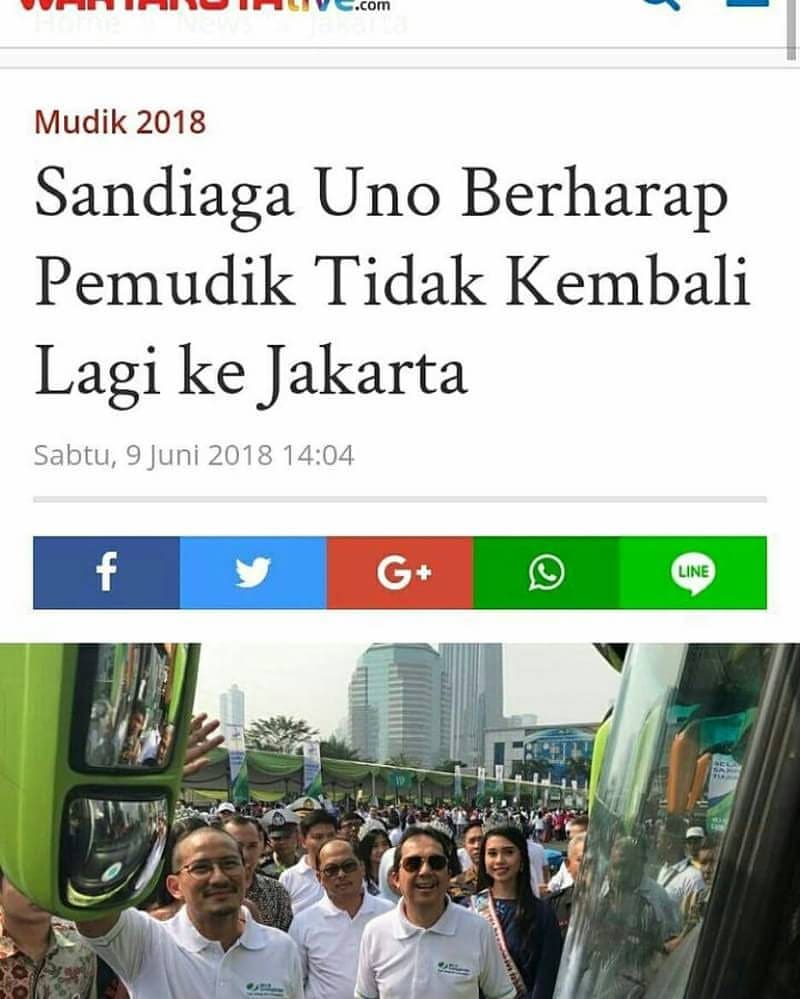 WARTAKOTAlive.com
Home News Jakarta
Mudik 2018
Sandiaga Uno Berharap
Pemudik Tidak Kembali
Lagi ke Jakarta
Sabtu, 9 Juni 2018 14:04
f
G+
LINE
VIP